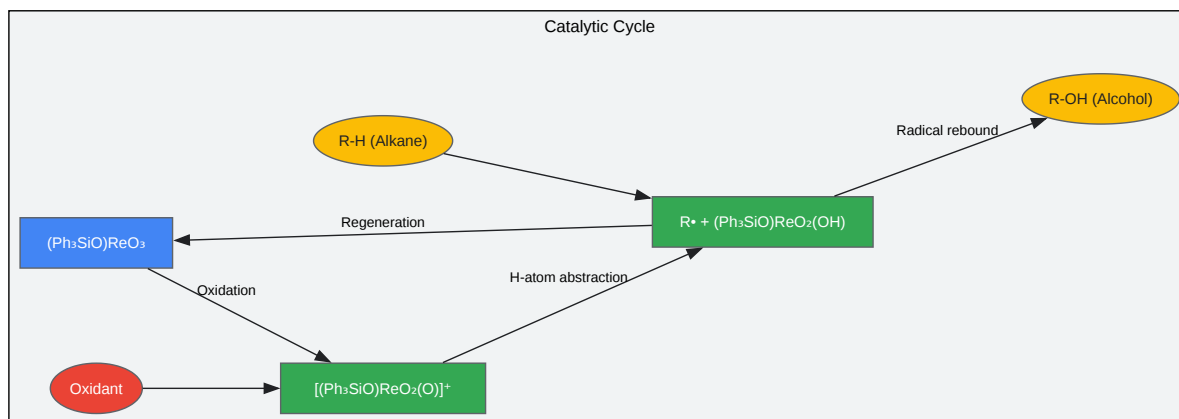 Catalytic Cycle
R-OH (Alcohol)
Radical rebound
R-H (Alkane)
R• + (Ph₃SiO)ReO₂(OH)
Regeneration
(Ph₃SiO)ReO₃
H-atom abstraction
Oxidation
Oxidant
[(Ph₃SiO)ReO₂(O)]⁺